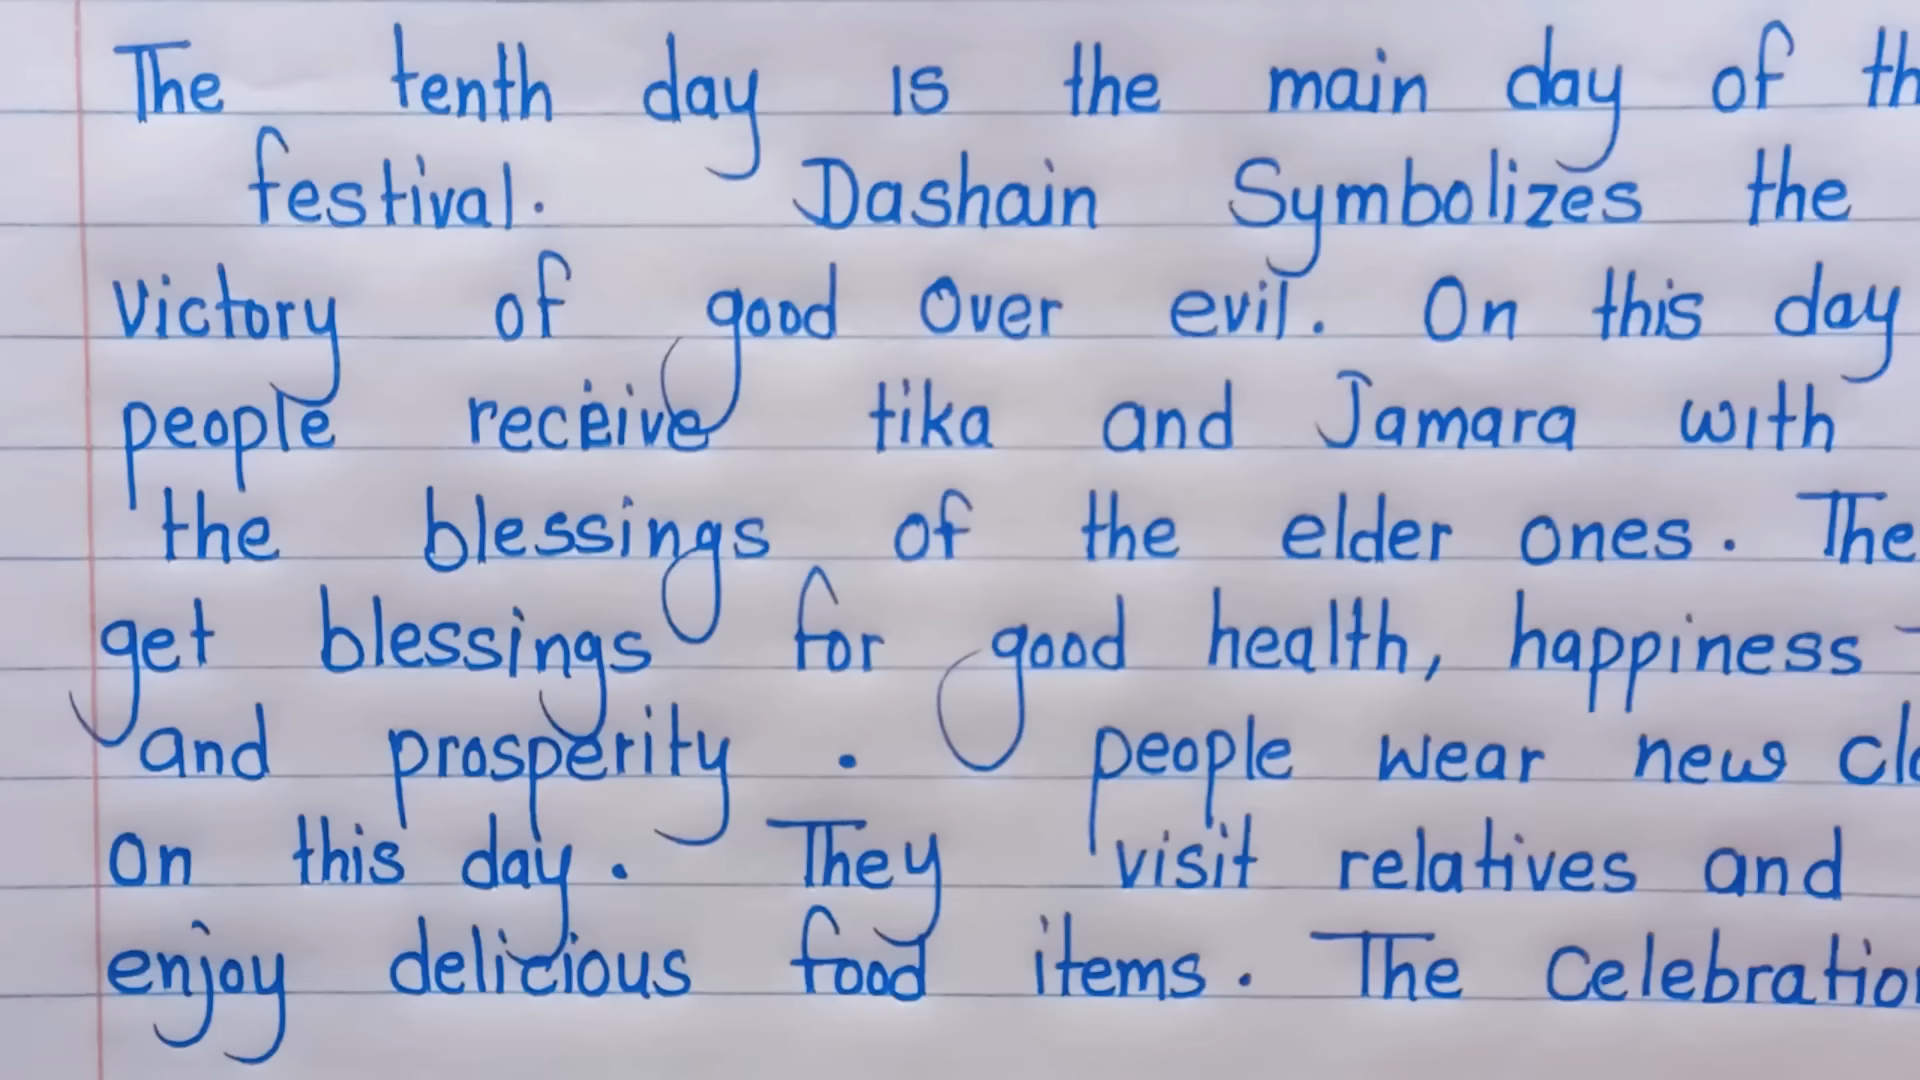 The tenth day is the main day of th
festival. Dashain Symbolizes the
Victory of good Over evil. On this day
people receive tika and Jamara with
the blessings of the elder ones. The
get blessings for good health, happiness
and prosperity. people wear new clo
on this day. They visit relatives and
enjoy delicious food items. The Celebration